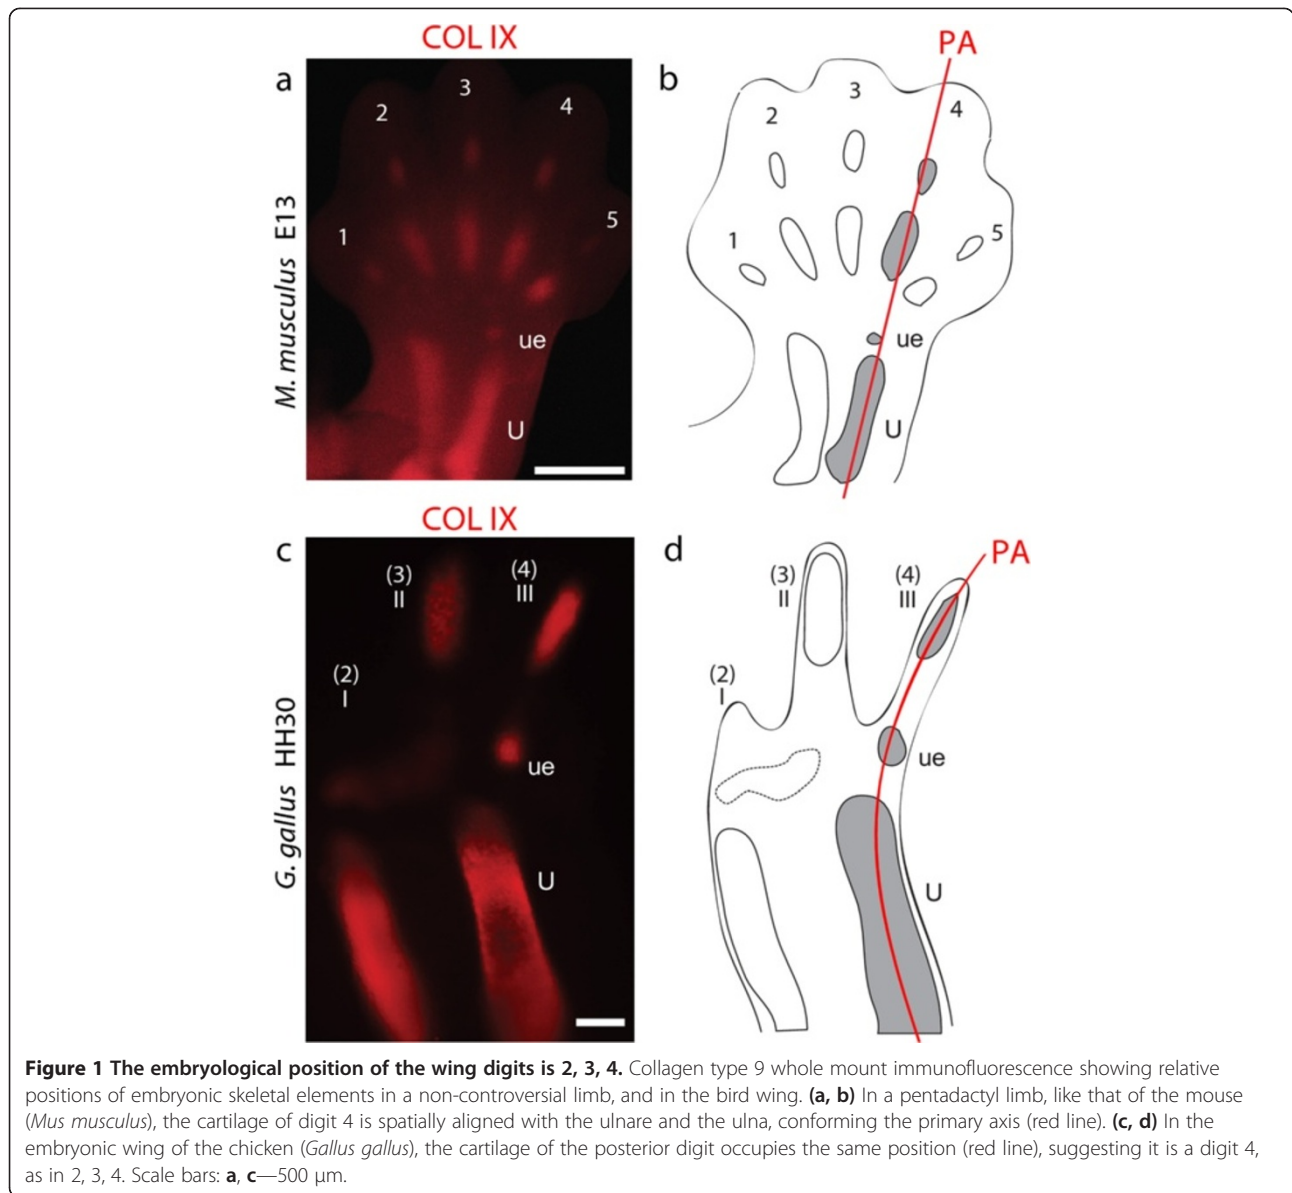 COL IX
PA
a
b
3
2
4
3
2
4
M. musculus E13
1
5
1
5
ue
ue
U
U
COL IX
c
d
PA
(3)
II
(4)
III
(3)
II
(4)
III
(2)
I
(2)
I
G. gallus HH30
ue
ue
U
U
Figure 1 The embryological position of the wing digits is 2, 3, 4. Collagen type 9 whole mount immunofluorescence showing relative
positions of embryonic skeletal elements in a non-controversial limb, and in the bird wing. (a, b) In a pentadactyl limb, like that of the mouse
(Mus musculus), the cartilage of digit 4 is spatially aligned with the ulnare and the ulna, conforming the primary axis (red line). (c, d) In the
embryonic wing of the chicken (Gallus gallus), the cartilage of the posterior digit occupies the same position (red line), suggesting it is a digit 4,
as in 2, 3, 4. Scale bars: a, c—500 μm.